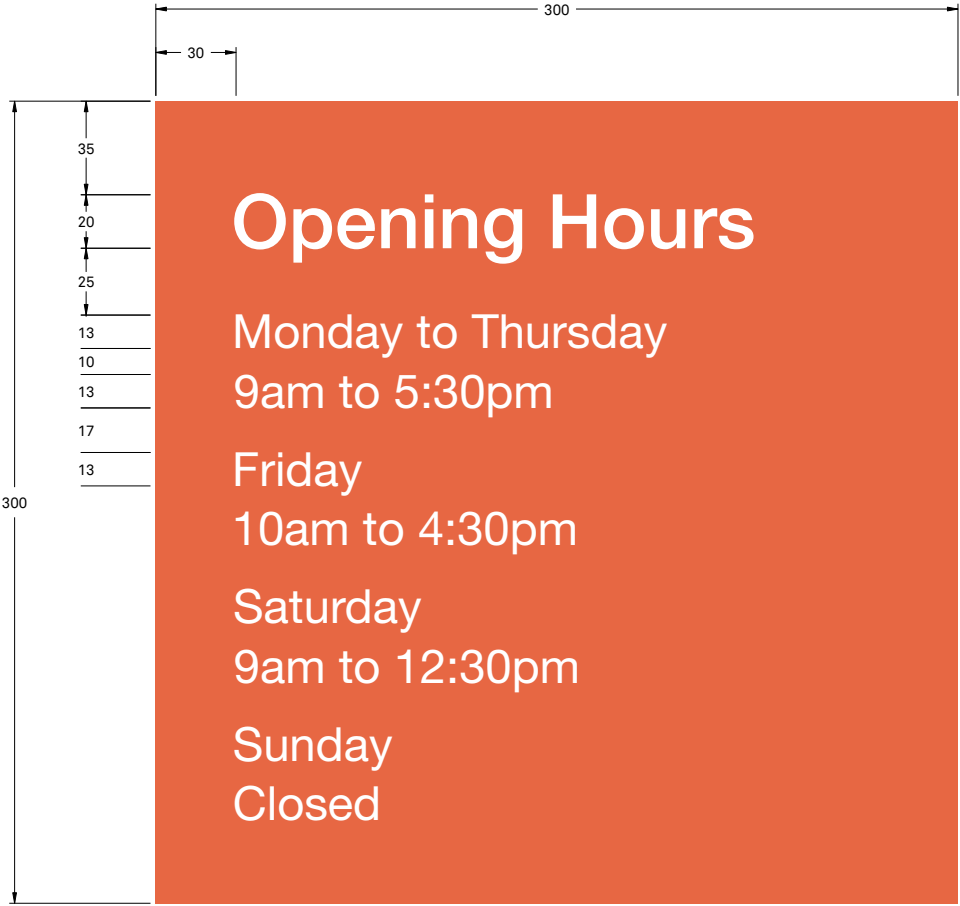 300
30
35
20
25
13
10
13
17
13
300
Opening Hours
Monday to Thursday
9am to 5:30pm
Friday
10am to 4:30pm
Saturday
9am to 12:30pm
Sunday
Closed